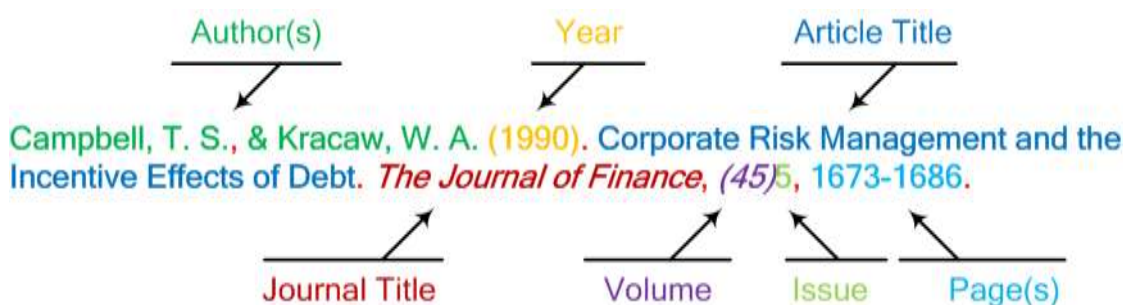 Author(s) Year Article Title
Campbell, T. S., & Kracaw, W. A. (1990). Corporate Risk Management and the
Incentive Effects of Debt. The Journal of Finance, (45)5, 1673-1686.
Journal Title Volume Issue Page(s)